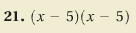 21. (x − 5)(x − 5)